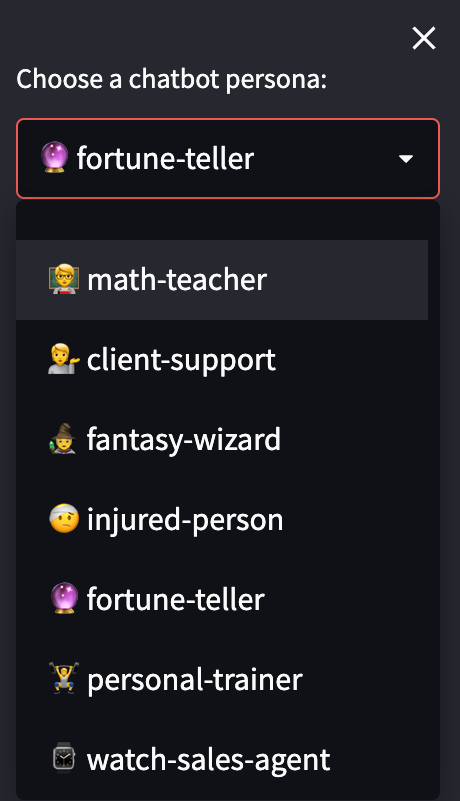 Choose a chatbot persona:
🔮 fortune-teller
👩‍🏫 math-teacher
💁 client-support
🧙 fantasy-wizard
🤕 injured-person
🔮 fortune-teller
🏋️ personal-trainer
⌚ watch-sales-agent